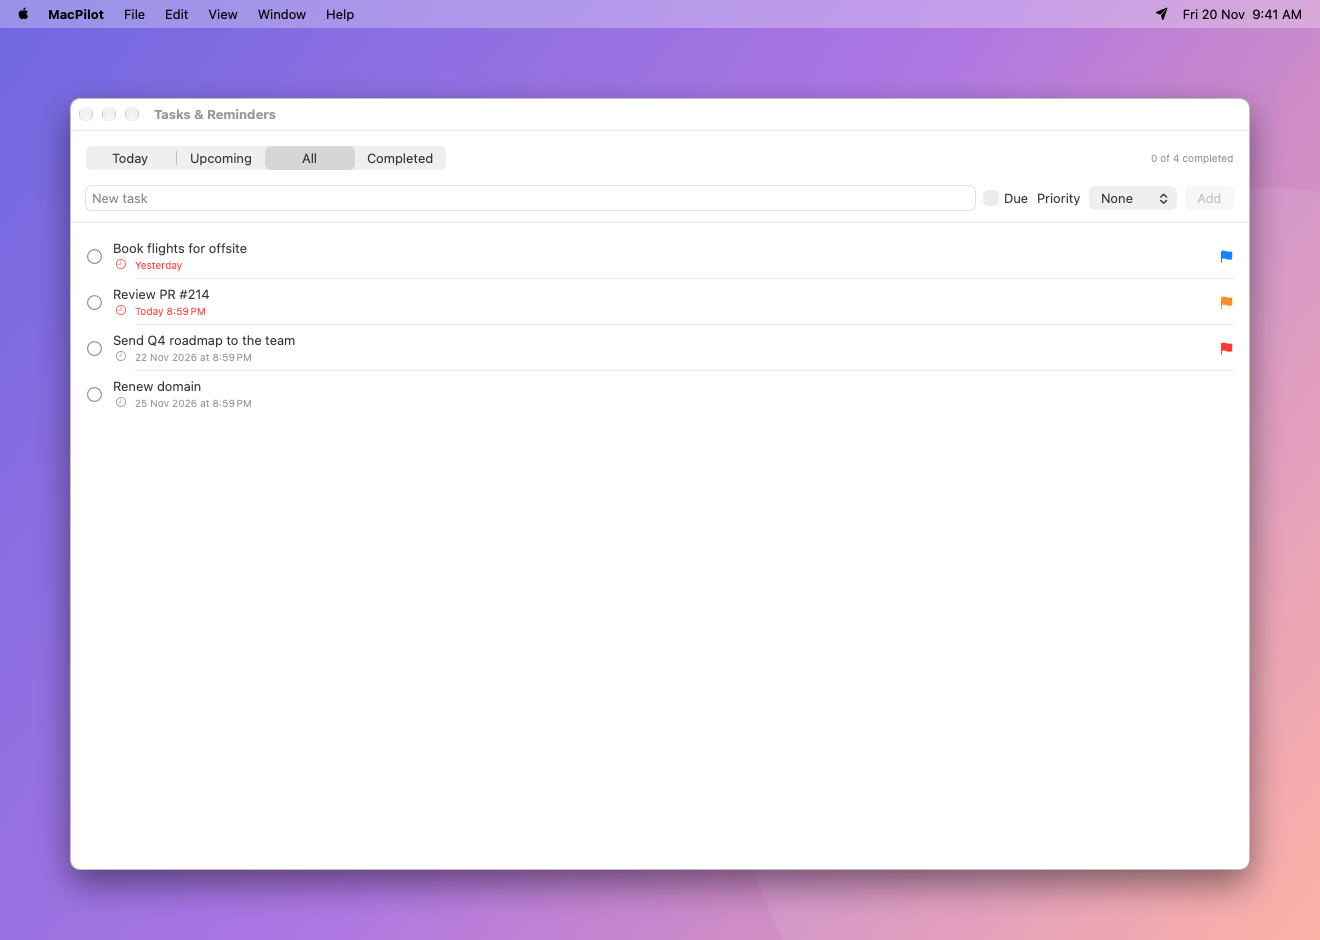 MacPilot File Edit View Window Help Fri 20 Nov 9:41 AM
Tasks & Reminders
Today Upcoming All Completed 0 of 4 completed
New task Due Priority None Add
Book flights for offsite
Yesterday
Review PR #214
Today 8:59 PM
Send Q4 roadmap to the team
22 Nov 2026 at 8:59 PM
Renew domain
25 Nov 2026 at 8:59 PM